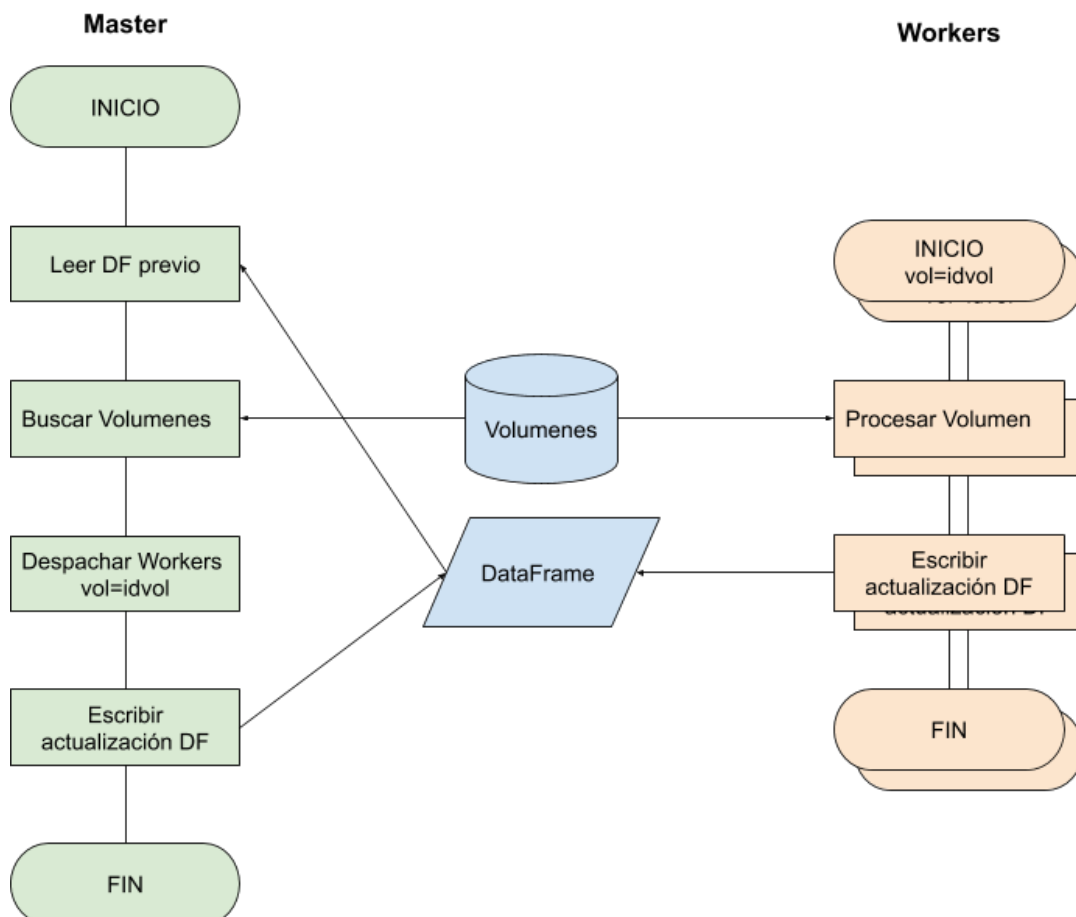 Master
Workers
INICIO
Leer DF previo
Buscar Volumenes
Despachar Workers
vol=idvol
Escribir
actualización DF
FIN
Volumenes
DataFrame
INICIO
vol=idvol
Procesar Volumen
Escribir
actualización DF
FIN